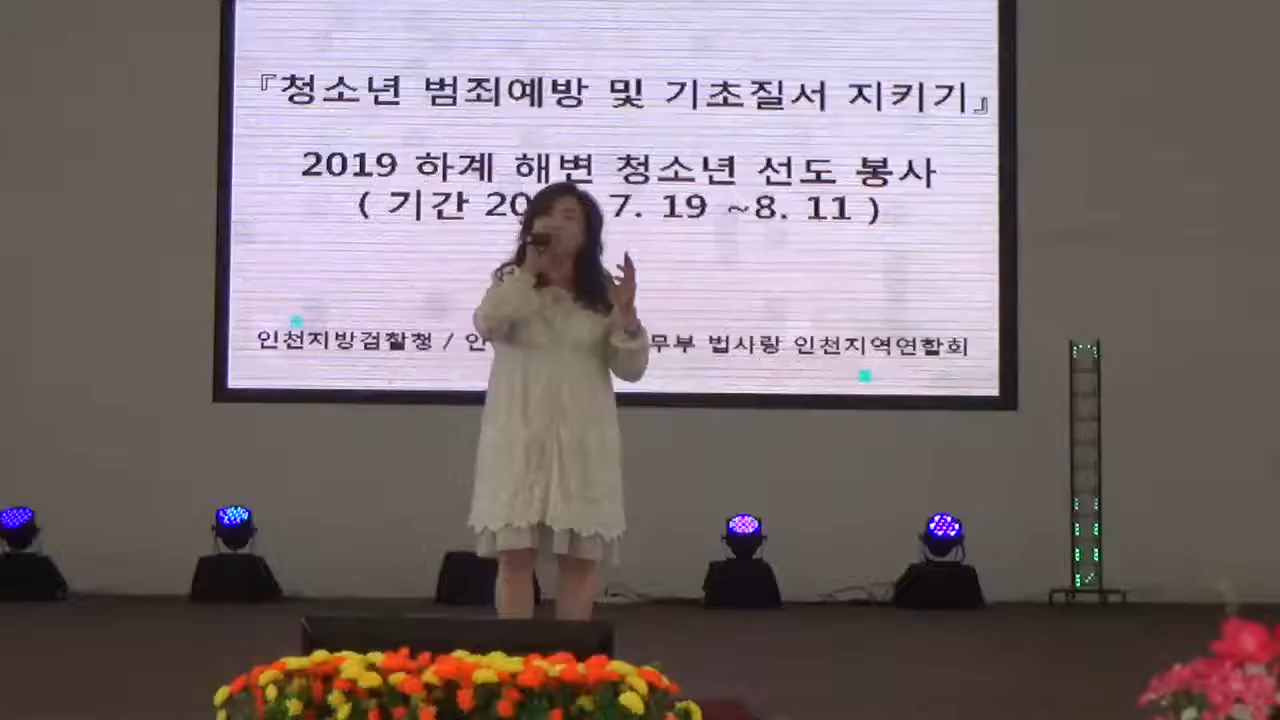 『청소년 범죄예방 및 기초질서 지키기』
2019 하계 해변 청소년 선도 봉사
( 기간 20 7. 19 ~8. 11 )
인천지방검찰청 / 인 무부 법사랑 인천지역연합회